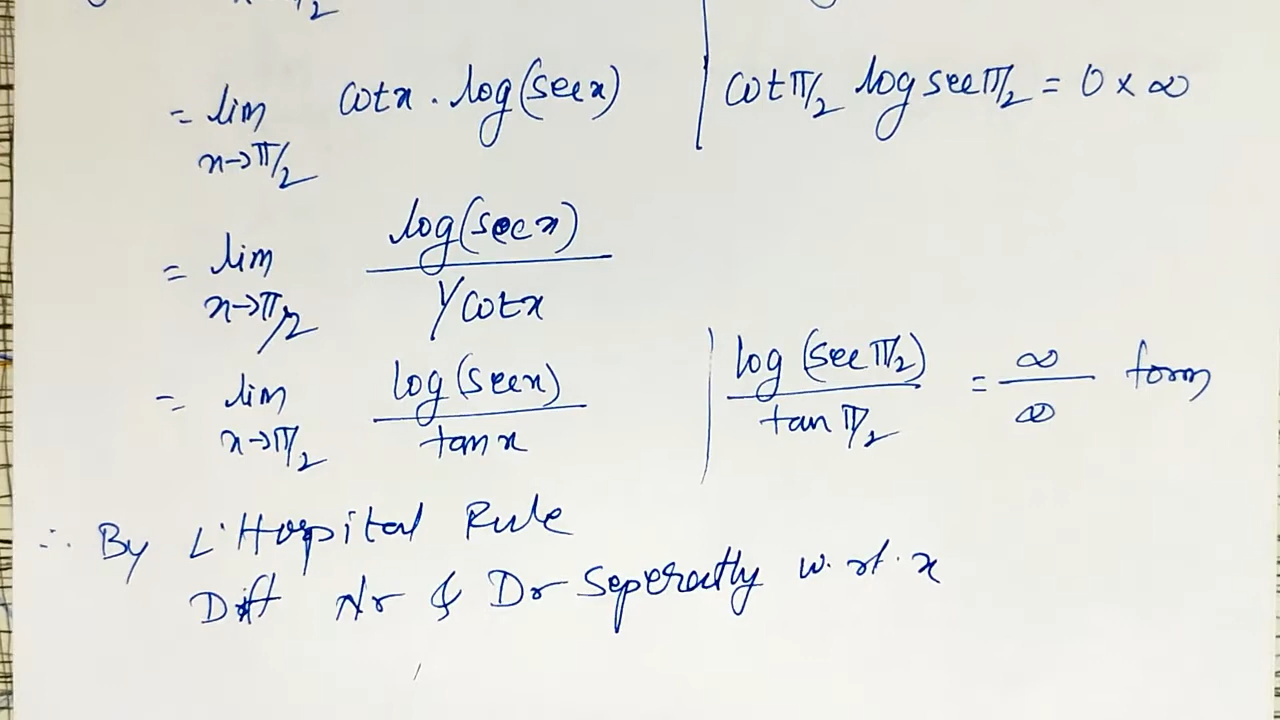 = lim x→π/2 cotx . log(secx) | cot π/2 log sec π/2 = 0 × ∞
= lim x→π/2 log(secx) / 1/cotx
= lim x→π/2 log(secx) / tanx | log(sec π/2) / tan π/2 = ∞/∞ form
∴ By L'Hospital Rule
Diff Nr & Dr Seperatly w.r.t. x